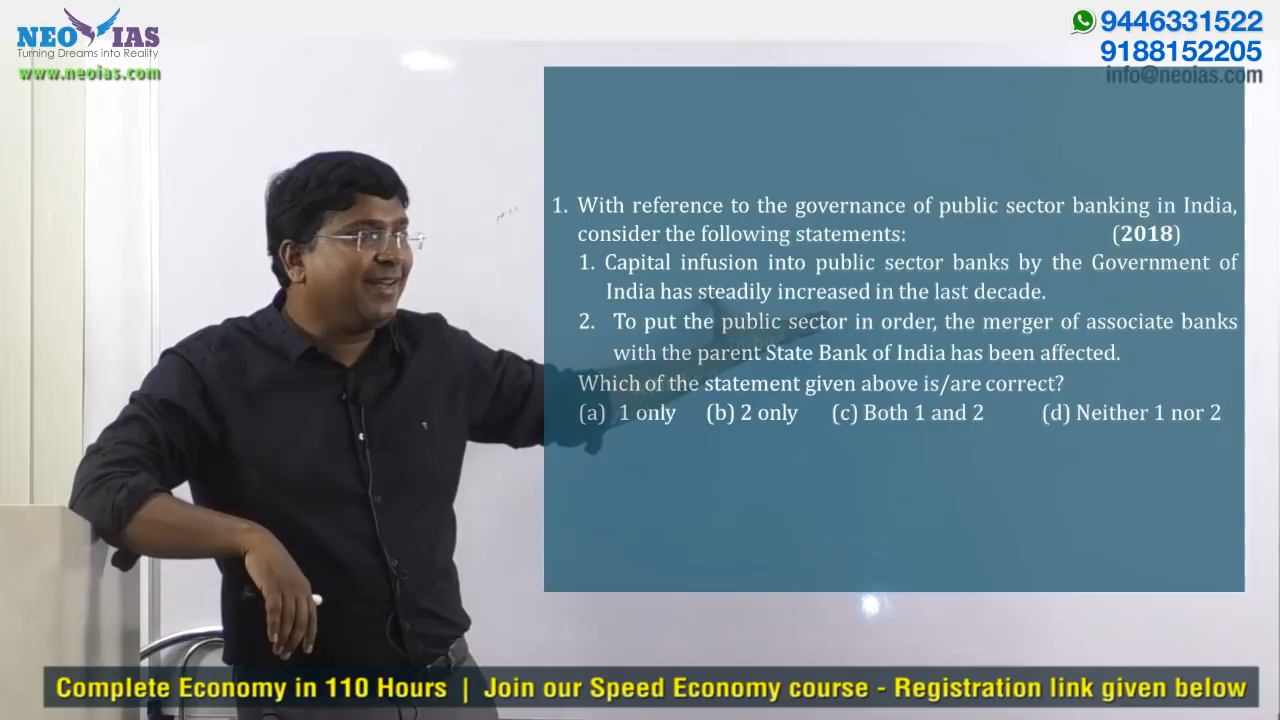 NEO IAS
Turning Dreams into Reality
www.neoias.com
9446331522
9188152205
info@neoias.com
1. With reference to the governance of public sector banking in India,
consider the following statements: (2018)
1. Capital infusion into public sector banks by the Government of
India has steadily increased in the last decade.
2. To put the public sector in order, the merger of associate banks
with the parent State Bank of India has been affected.
Which of the statement given above is/are correct?
(a) 1 only (b) 2 only (c) Both 1 and 2 (d) Neither 1 nor 2
Complete Economy in 110 Hours | Join our Speed Economy course - Registration link given below